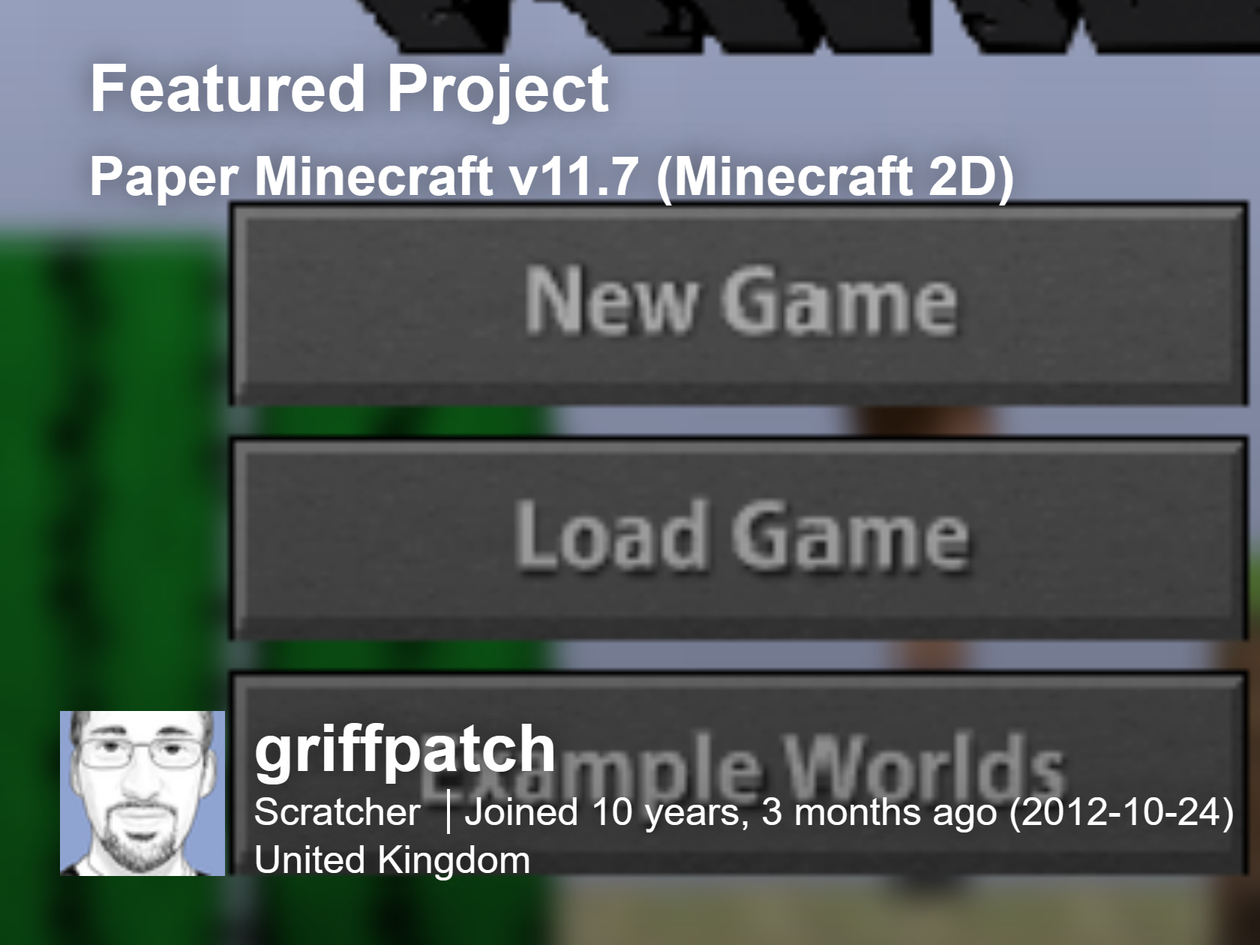 Featured Project
Paper Minecraft v11.7 (Minecraft 2D)
New Game
Load Game
Example Worlds
griffpatch
Scratcher | Joined 10 years, 3 months ago (2012-10-24)
United Kingdom